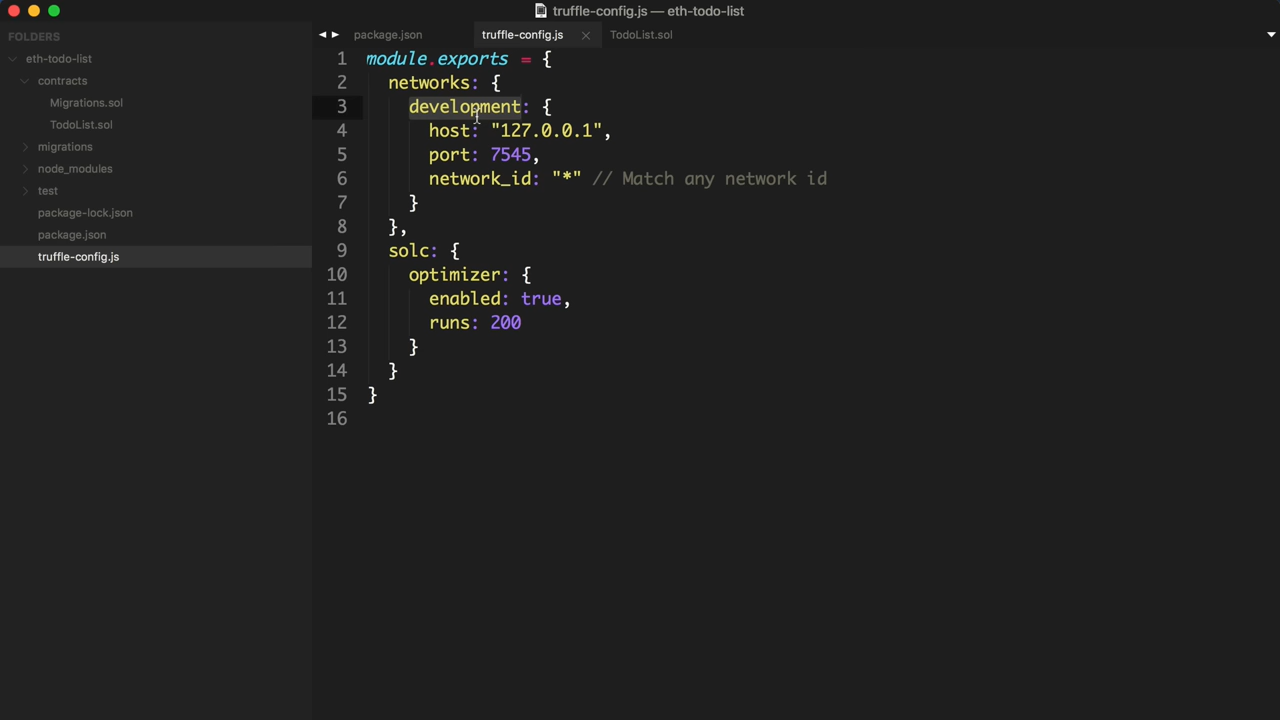 truffle-config.js — eth-todo-list
FOLDERS
eth-todo-list
contracts
Migrations.sol
TodoList.sol
migrations
node_modules
test
package-lock.json
package.json
truffle-config.js
package.json
truffle-config.js
TodoList.sol
1 module.exports = {
2   networks: {
3     development: {
4       host: "127.0.0.1",
5       port: 7545,
6       network_id: "*" // Match any network id
7     }
8   },
9   solc: {
10     optimizer: {
11       enabled: true,
12       runs: 200
13     }
14   }
15 }
16